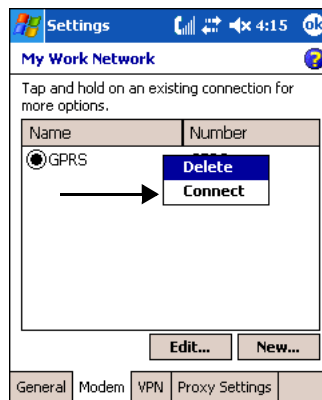 Settings 4:15 ok
My Work Network ?
Tap and hold on an existing connection for
more options.
Name Number
GPRS
Delete
Connect
Edit... New...
General Modem VPN Proxy Settings